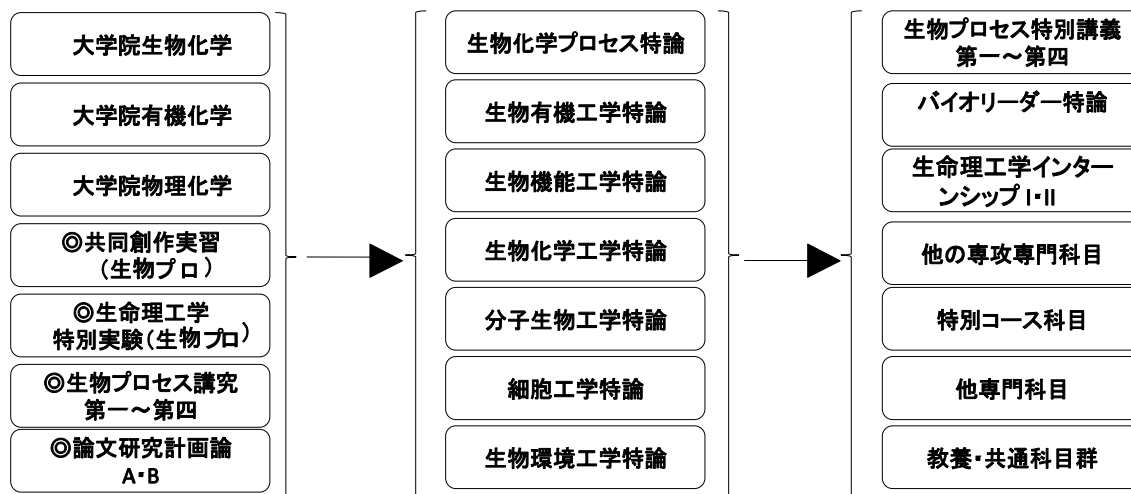 大学院生物化学
大学院有機化学
大学院物理化学
◎共同創作実習
(生物プロ)
◎生命理工学
特別実験(生物プロ)
◎生物プロセス講究
第一～第四
◎論文研究計画論
A・B
生物化学プロセス特論
生物有機工学特論
生物機能工学特論
生物化学工学特論
分子生物工学特論
細胞工学特論
生物環境工学特論
生物プロセス特別講義
第一～第四
バイオリーダー特論
生命理工学インター
ンシップⅠ・Ⅱ
他の専攻専門科目
特別コース科目
他専門科目
教養・共通科目群